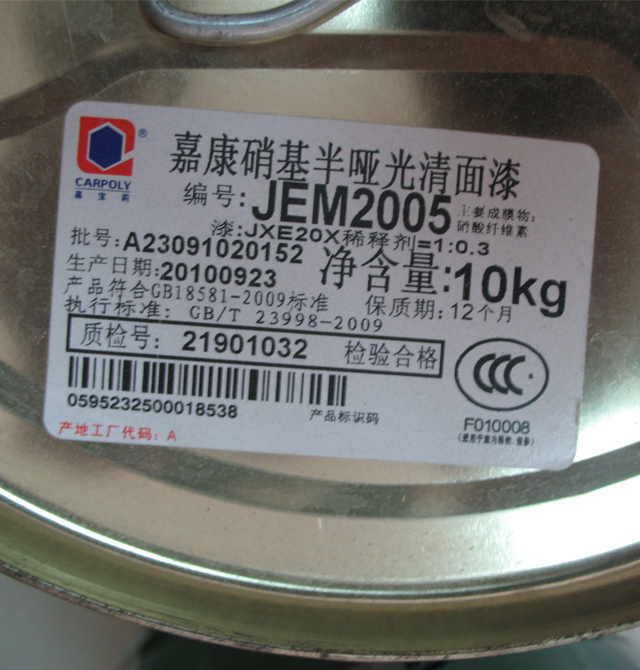 CARPOLY
嘉宝莉
®
嘉康硝基半哑光清面漆
编号:JEM2005
主要成膜物:
硝酸纤维素
漆:JXE20X稀释剂=1:0.3
批号:A23091020152
净含量:10kg
生产日期:20100923
产品符合GB18581-2009标准
保质期:12个月
执行标准: GB/T 23998-2009
质检号: 21901032 检验合格
CCC
0595232500018538
产品标识码
F010008
产地工厂代码: A